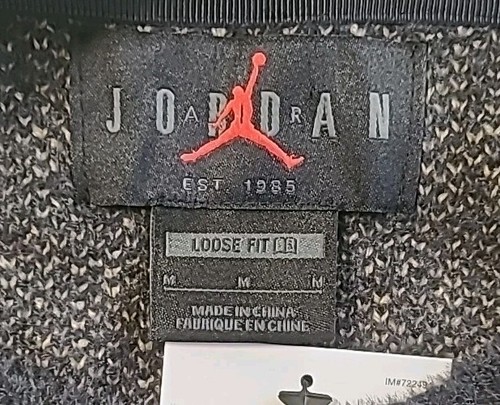 JORDAN
AIR
EST. 1985
LOOSE FIT
M M M
MADE IN CHINA
FABRIQUE EN CHINE